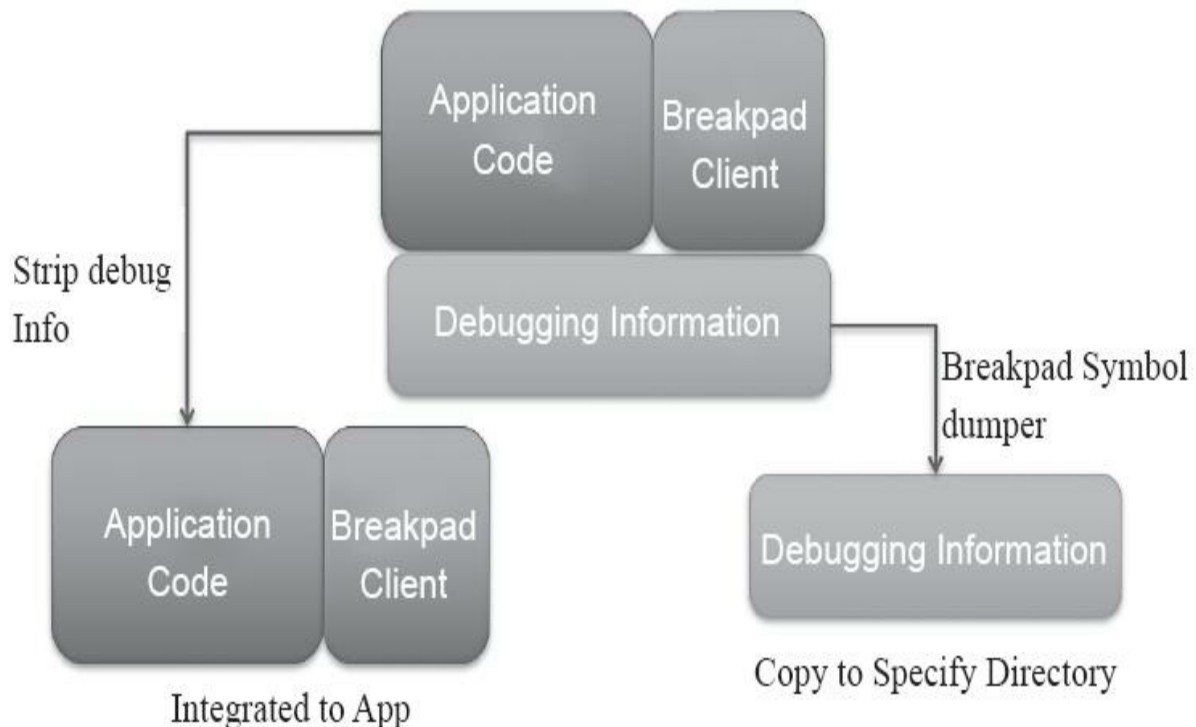 Application
Code
Breakpad
Client
Strip debug
Info
Debugging Information
Breakpad Symbol
dumper
Application
Code
Breakpad
Client
Debugging Information
Integrated to App
Copy to Specify Directory